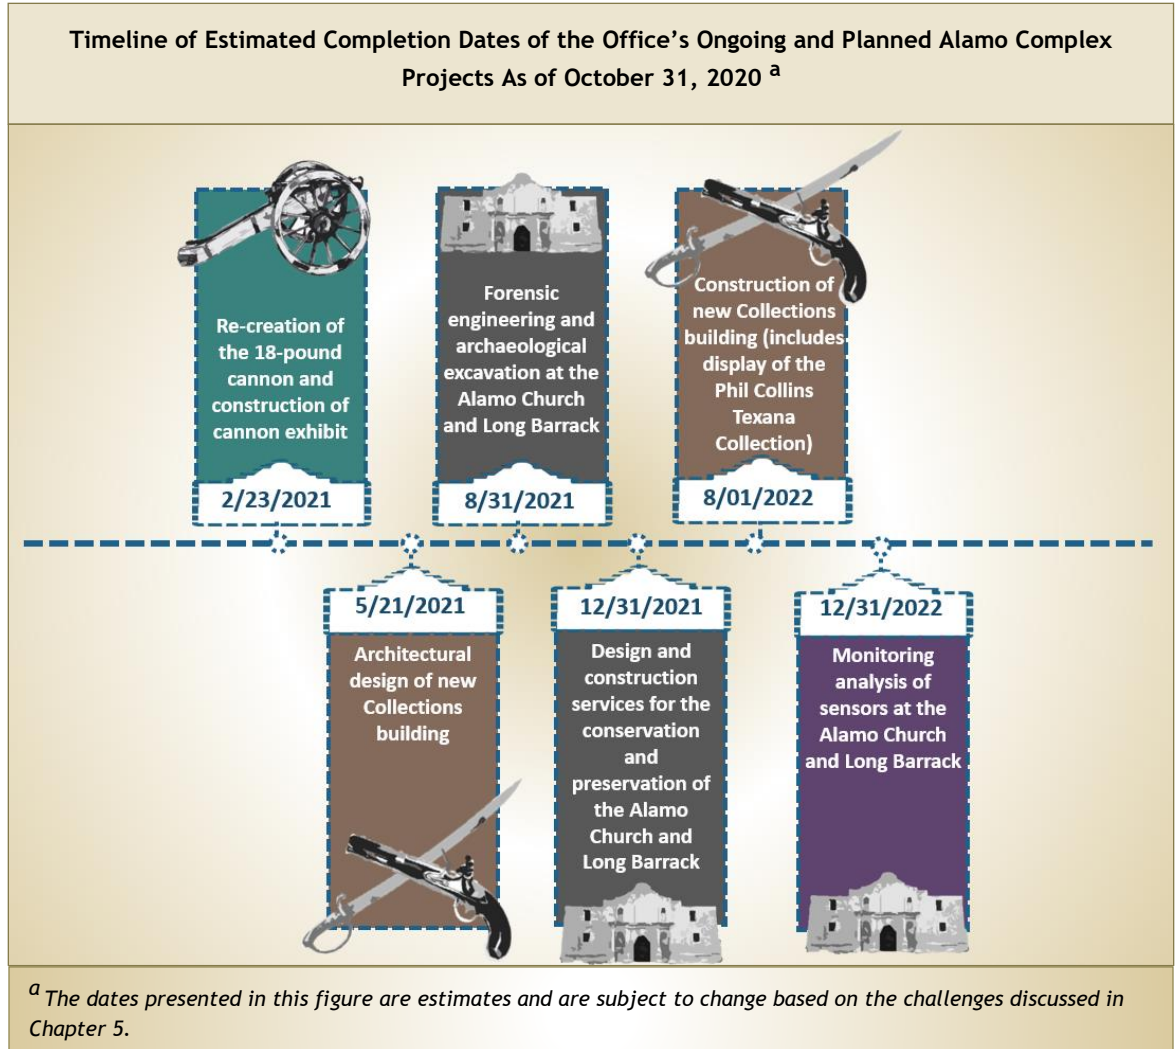 Timeline of Estimated Completion Dates of the Office's Ongoing and Planned Alamo Complex
Projects As of October 31, 2020 a
Re-creation of
the 18-pound
cannon and
construction of
cannon exhibit
2/23/2021
Forensic
engineering and
archaeological
excavation at the
Alamo Church
and Long Barrack
8/31/2021
Construction of
new Collections
building (includes
display of the
Phil Collins
Texana
Collection)
8/01/2022
5/21/2021
Architectural
design of new
Collections
building
12/31/2021
Design and
construction
services for the
conservation
and
preservation of
the Alamo
Church and
Long Barrack
12/31/2022
Monitoring
analysis of
sensors at the
Alamo Church
and Long Barrack
a The dates presented in this figure are estimates and are subject to change based on the challenges discussed in
Chapter 5.